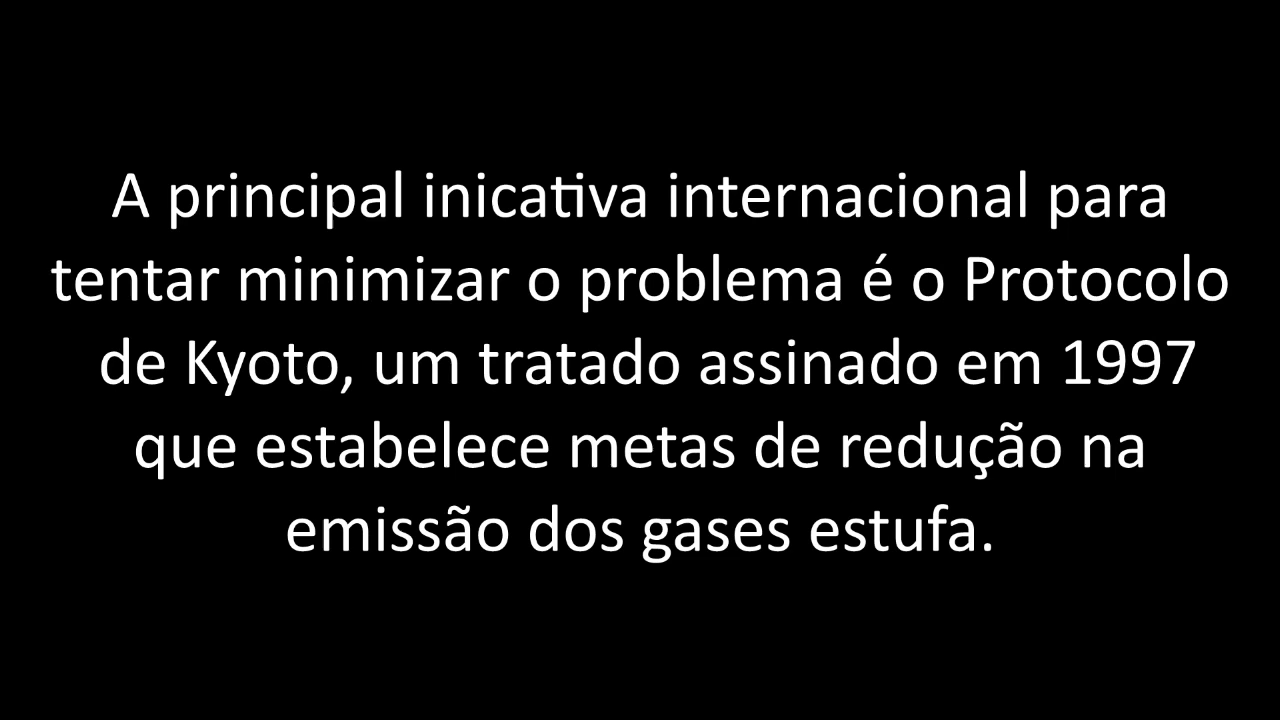 A principal inicativa internacional para
tentar minimizar o problema é o Protocolo
de Kyoto, um tratado assinado em 1997
que estabelece metas de redução na
emissão dos gases estufa.